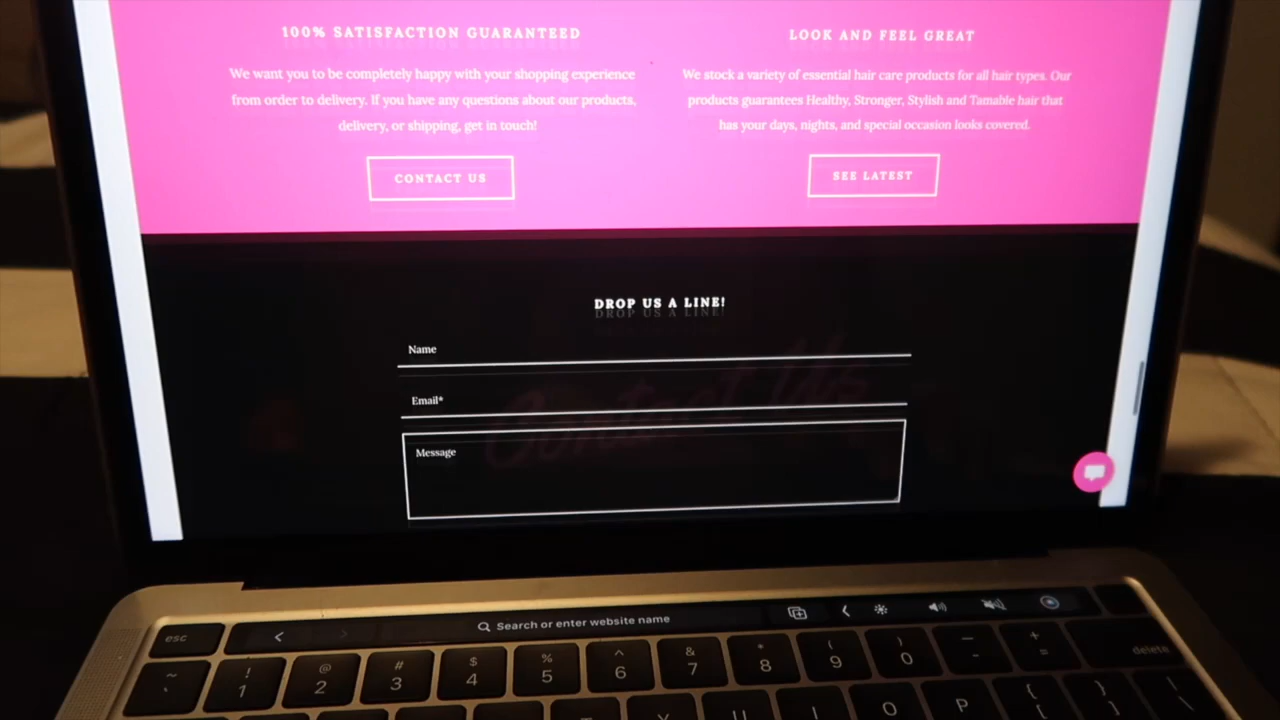 100% SATISFACTION GUARANTEED
We want you to be completely happy with your shopping experience
from order to delivery. If you have any questions about our products,
delivery, or shipping, get in touch!
CONTACT US
LOOK AND FEEL GREAT
We stock a variety of essential hair care products for all hair types. Our
products guarantees Healthy, Stronger, Stylish and Tamable hair that
has your days, nights, and special occasion looks covered.
SEE LATEST
DROP US A LINE!
Name
Email*
Contact Us
Message
Search or enter website name
esc
~ `
! 1
@ 2
# 3
$ 4
% 5
^ 6
& 7
* 8
( 9
) 0
— -
+ =
delete
U I O P { [ } ] | \